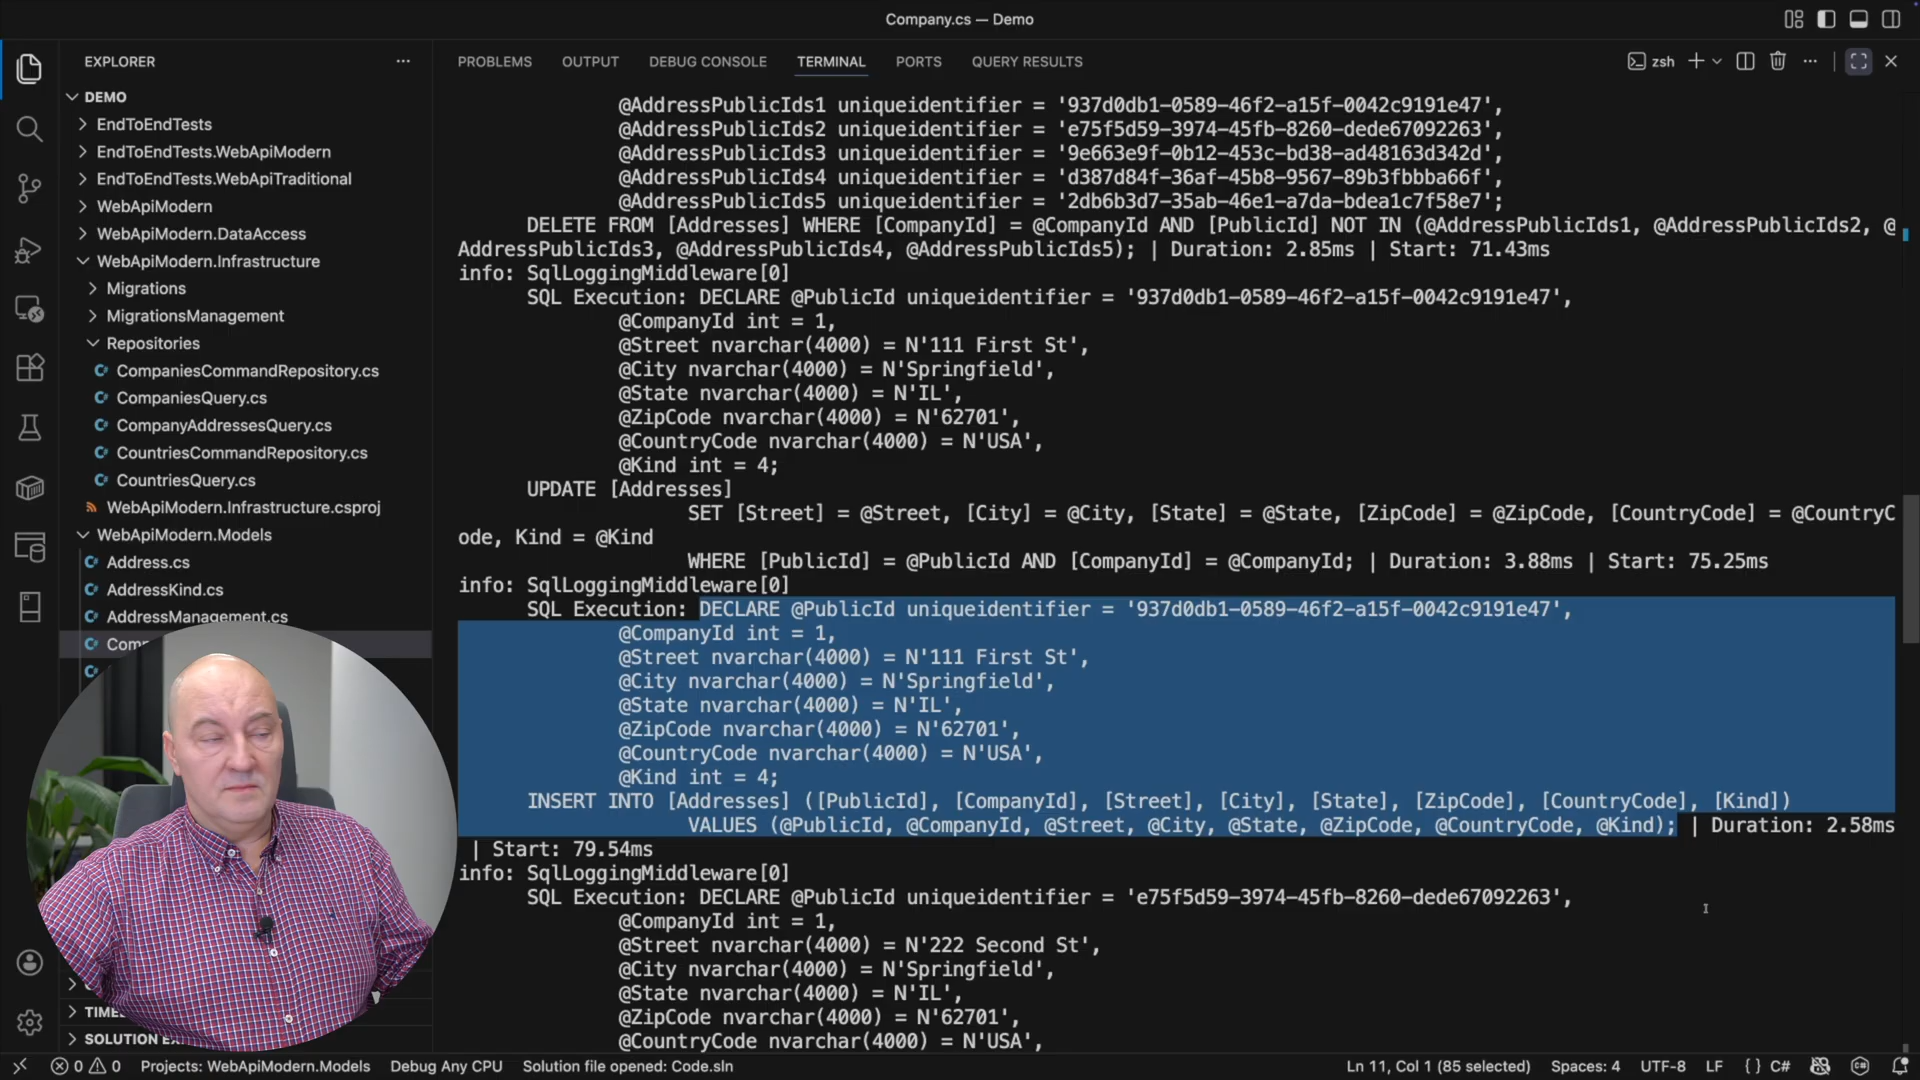 Company.cs — Demo
EXPLORER
DEMO
EndToEndTests
EndToEndTests.WebApiModern
EndToEndTests.WebApiTraditional
WebApiModern
WebApiModern.DataAccess
WebApiModern.Infrastructure
Migrations
MigrationsManagement
Repositories
CompaniesCommandRepository.cs
CompaniesQuery.cs
CompanyAddressesQuery.cs
CountriesCommandRepository.cs
CountriesQuery.cs
WebApiModern.Infrastructure.csproj
WebApiModern.Models
Address.cs
AddressKind.cs
AddressManagement.cs
PROBLEMS OUTPUT DEBUG CONSOLE TERMINAL PORTS QUERY RESULTS zsh
@AddressPublicIds1 uniqueidentifier = '937d0db1-0589-46f2-a15f-0042c9191e47',
@AddressPublicIds2 uniqueidentifier = 'e75f5d59-3974-45fb-8260-dede67092263',
@AddressPublicIds3 uniqueidentifier = '9e663e9f-0b12-453c-bd38-ad48163d342d',
@AddressPublicIds4 uniqueidentifier = 'd387d84f-36af-45b8-9567-89b3fbbba66f',
@AddressPublicIds5 uniqueidentifier = '2db6b3d7-35ab-46e1-a7da-bdea1c7f58e7';
DELETE FROM [Addresses] WHERE [CompanyId] = @CompanyId AND [PublicId] NOT IN (@AddressPublicIds1, @AddressPublicIds2, @
AddressPublicIds3, @AddressPublicIds4, @AddressPublicIds5); | Duration: 2.85ms | Start: 71.43ms
info: SqlLoggingMiddleware[0]
SQL Execution: DECLARE @PublicId uniqueidentifier = '937d0db1-0589-46f2-a15f-0042c9191e47',
@CompanyId int = 1,
@Street nvarchar(4000) = N'111 First St',
@City nvarchar(4000) = N'Springfield',
@State nvarchar(4000) = N'IL',
@ZipCode nvarchar(4000) = N'62701',
@CountryCode nvarchar(4000) = N'USA',
@Kind int = 4;
UPDATE [Addresses]
SET [Street] = @Street, [City] = @City, [State] = @State, [ZipCode] = @ZipCode, [CountryCode] = @CountryC
ode, Kind = @Kind
WHERE [PublicId] = @PublicId AND [CompanyId] = @CompanyId; | Duration: 3.88ms | Start: 75.25ms
info: SqlLoggingMiddleware[0]
SQL Execution: DECLARE @PublicId uniqueidentifier = '937d0db1-0589-46f2-a15f-0042c9191e47',
@CompanyId int = 1,
@Street nvarchar(4000) = N'111 First St',
@City nvarchar(4000) = N'Springfield',
@State nvarchar(4000) = N'IL',
@ZipCode nvarchar(4000) = N'62701',
@CountryCode nvarchar(4000) = N'USA',
@Kind int = 4;
INSERT INTO [Addresses] ([PublicId], [CompanyId], [Street], [City], [State], [ZipCode], [CountryCode], [Kind])
VALUES (@PublicId, @CompanyId, @Street, @City, @State, @ZipCode, @CountryCode, @Kind); | Duration: 2.58ms
| Start: 79.54ms
info: SqlLoggingMiddleware[0]
SQL Execution: DECLARE @PublicId uniqueidentifier = 'e75f5d59-3974-45fb-8260-dede67092263',
@CompanyId int = 1,
@Street nvarchar(4000) = N'222 Second St',
@City nvarchar(4000) = N'Springfield',
@State nvarchar(4000) = N'IL',
@ZipCode nvarchar(4000) = N'62701',
@CountryCode nvarchar(4000) = N'USA',
0 0 Projects: WebApiModern.Models Debug Any CPU Solution file opened: Code.sln Ln 11, Col 1 (85 selected) Spaces: 4 UTF-8 LF { } C#